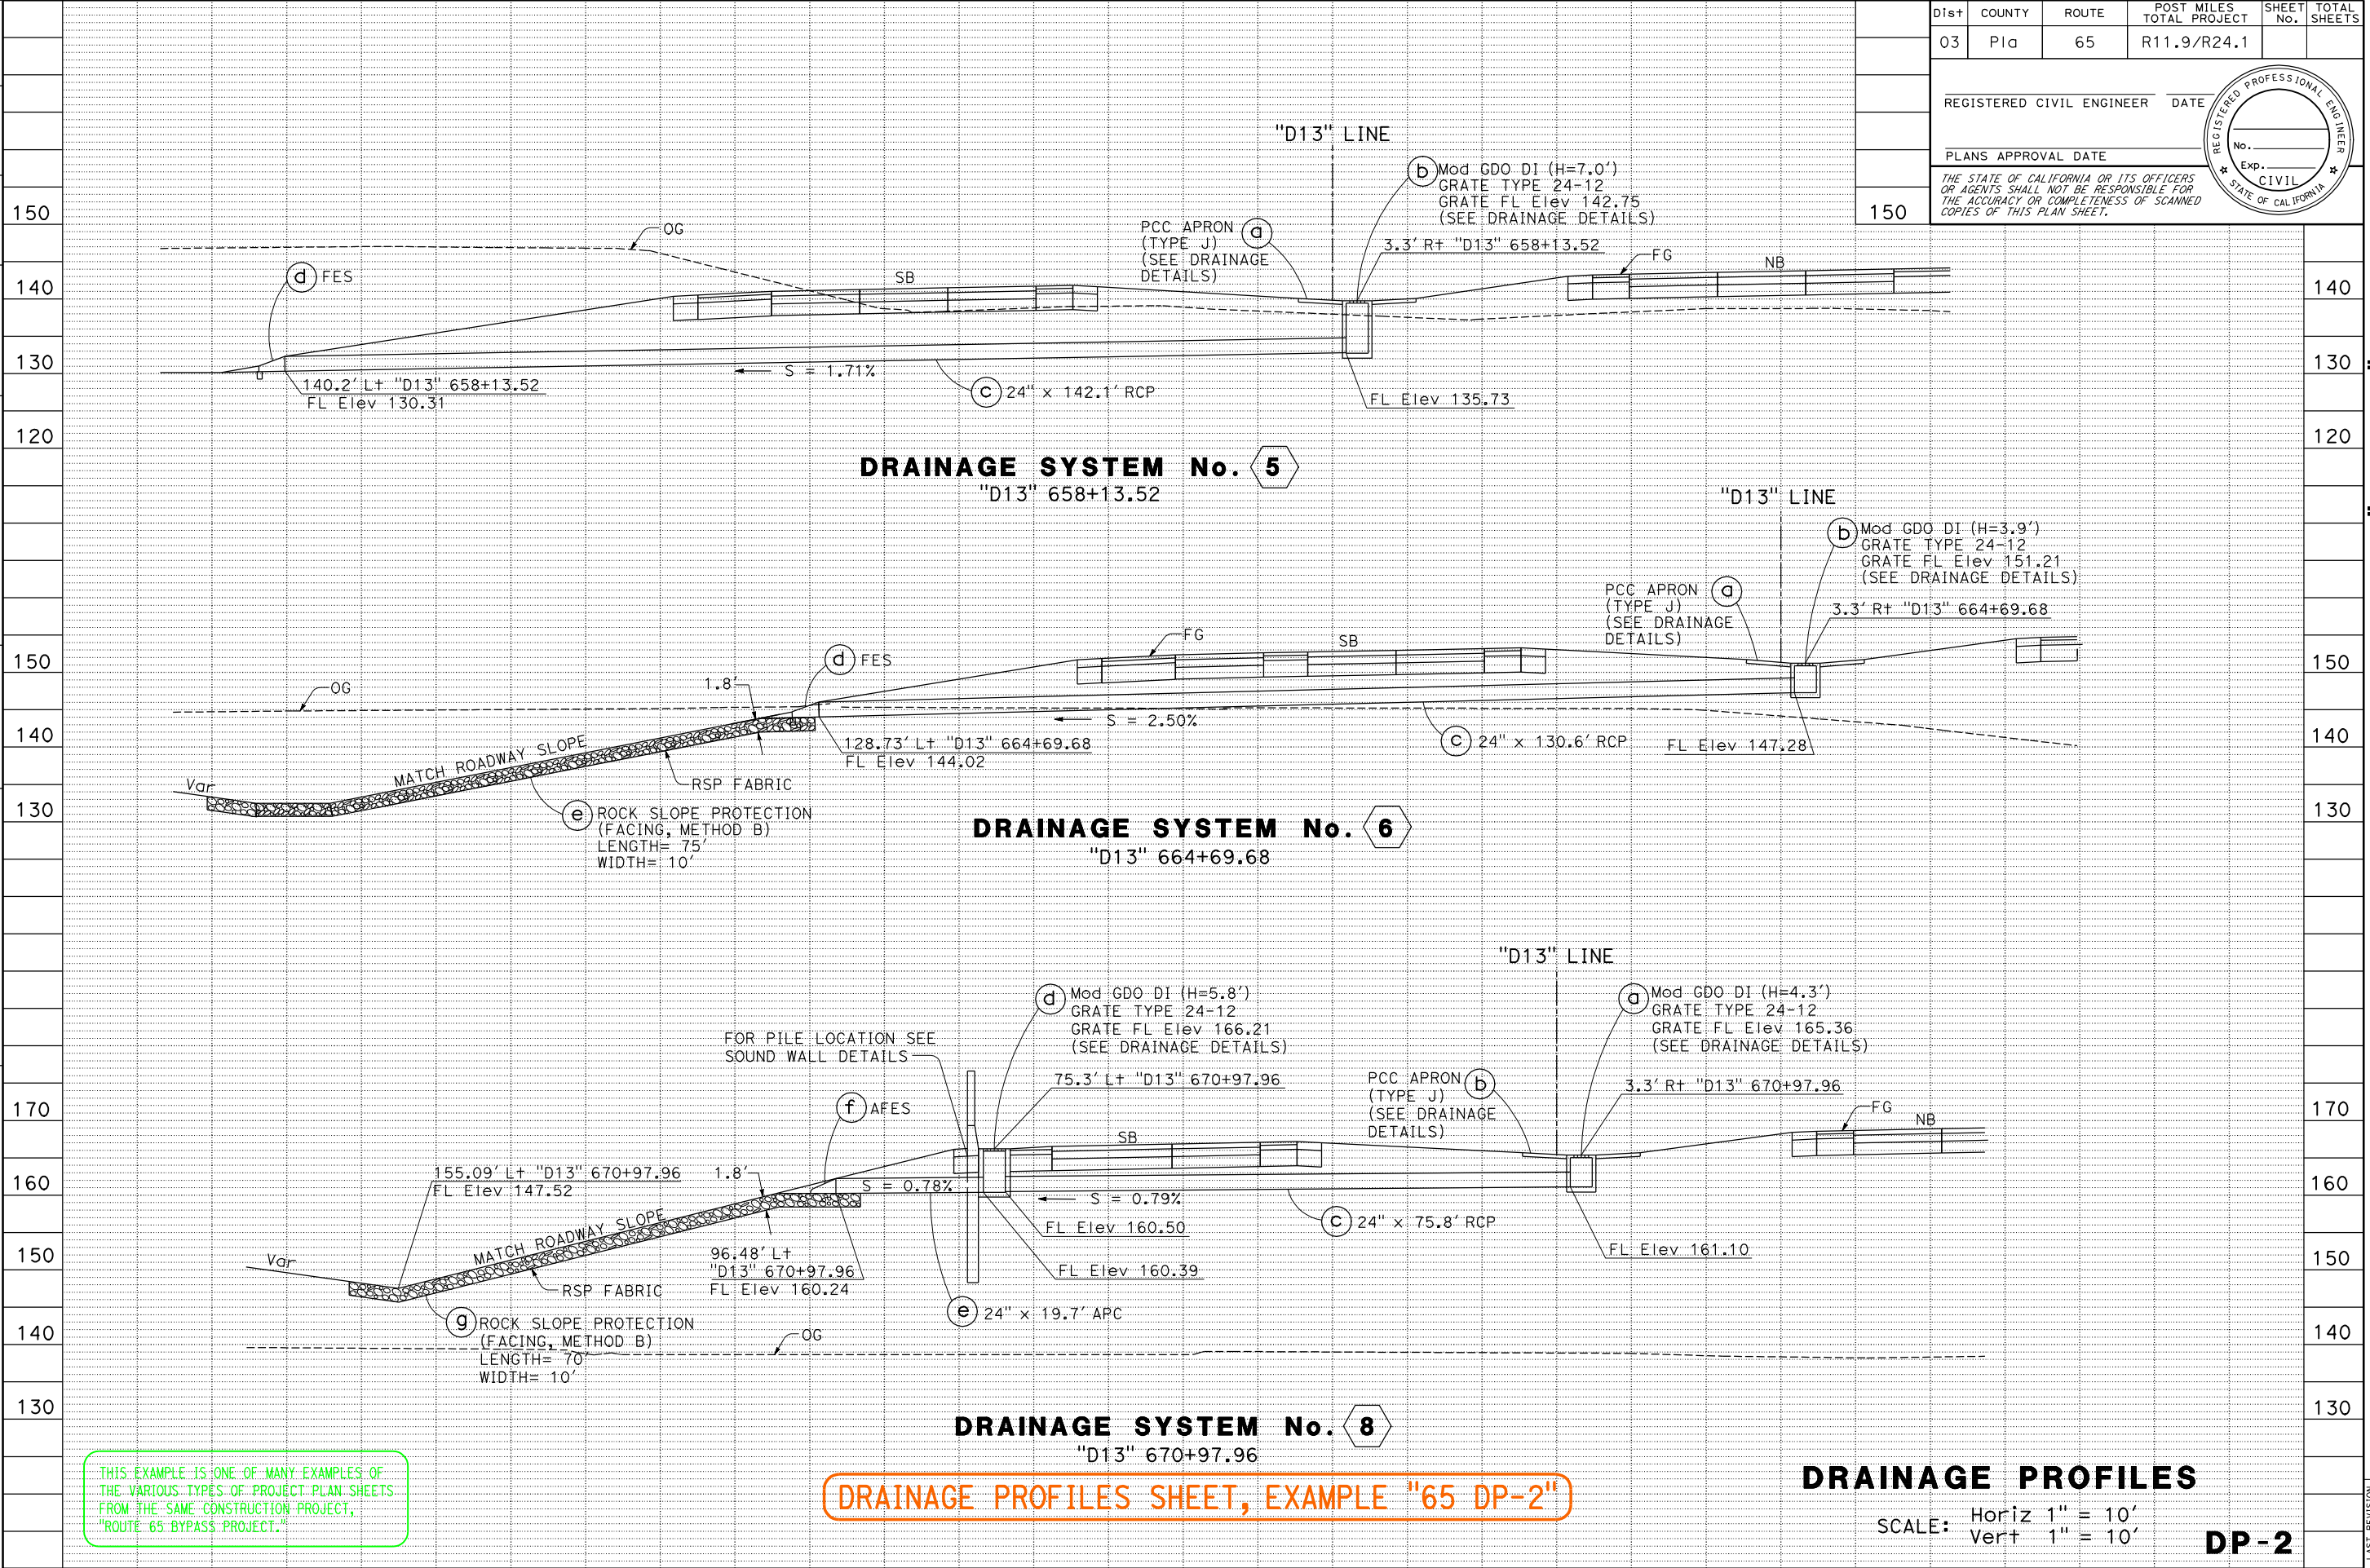 Dist COUNTY ROUTE POST MILES TOTAL PROJECT SHEET No. TOTAL SHEETS
03 Pla 65 R11.9/R24.1
REGISTERED CIVIL ENGINEER DATE
PLANS APPROVAL DATE
THE STATE OF CALIFORNIA OR ITS OFFICERS
OR AGENTS SHALL NOT BE RESPONSIBLE FOR
THE ACCURACY OR COMPLETENESS OF SCANNED
COPIES OF THIS PLAN SHEET.
REGISTERED PROFESSIONAL ENGINEER
No.
Exp.
CIVIL
STATE OF CALIFORNIA
150
140
130
120
150
140
130
120
"D13" LINE
b Mod GDO DI (H=7.0')
GRATE TYPE 24-12
GRATE FL Elev 142.75
(SEE DRAINAGE DETAILS)
3.3' Rt "D13" 658+13.52
PCC APRON a
(TYPE J)
(SEE DRAINAGE
DETAILS)
OG
d FES
SB
FG
NB
S = 1.71%
140.2' Lt "D13" 658+13.52
FL Elev 130.31
c 24" x 142.1' RCP
FL Elev 135.73
DRAINAGE SYSTEM No. 5
"D13" 658+13.52
150
140
130
150
140
130
"D13" LINE
b Mod GDO DI (H=3.9')
GRATE TYPE 24-12
GRATE FL Elev 151.21
(SEE DRAINAGE DETAILS)
3.3' Rt "D13" 664+69.68
PCC APRON a
(TYPE J)
(SEE DRAINAGE
DETAILS)
FG
SB
d FES
1.8'
OG
S = 2.50%
128.73' Lt "D13" 664+69.68
FL Elev 144.02
c 24" x 130.6' RCP
FL Elev 147.28
MATCH ROADWAY SLOPE
Var
RSP FABRIC
e ROCK SLOPE PROTECTION
(FACING, METHOD B)
LENGTH= 75'
WIDTH= 10'
DRAINAGE SYSTEM No. 6
"D13" 664+69.68
170
160
150
140
130
170
160
150
140
130
"D13" LINE
d Mod GDO DI (H=5.8')
GRATE TYPE 24-12
GRATE FL Elev 166.21
(SEE DRAINAGE DETAILS)
75.3' Lt "D13" 670+97.96
a Mod GDO DI (H=4.3')
GRATE TYPE 24-12
GRATE FL Elev 165.36
(SEE DRAINAGE DETAILS)
3.3' Rt "D13" 670+97.96
FOR PILE LOCATION SEE
SOUND WALL DETAILS
PCC APRON b
(TYPE J)
(SEE DRAINAGE
DETAILS)
f AFES
FG
NB
SB
155.09' Lt "D13" 670+97.96
FL Elev 147.52
1.8'
S = 0.78%
S = 0.79%
FL Elev 160.50
c 24" x 75.8' RCP
FL Elev 161.10
MATCH ROADWAY SLOPE
Var
96.48' Lt
"D13" 670+97.96
FL Elev 160.24
FL Elev 160.39
RSP FABRIC
e 24" x 19.7' APC
g ROCK SLOPE PROTECTION
(FACING, METHOD B)
LENGTH= 70'
WIDTH= 10'
OG
DRAINAGE SYSTEM No. 8
"D13" 670+97.96
THIS EXAMPLE IS ONE OF MANY EXAMPLES OF
THE VARIOUS TYPES OF PROJECT PLAN SHEETS
FROM THE SAME CONSTRUCTION PROJECT,
"ROUTE 65 BYPASS PROJECT."
DRAINAGE PROFILES SHEET, EXAMPLE "65 DP-2"
DRAINAGE PROFILES
SCALE: Horiz 1" = 10'
Vert 1" = 10'
DP-2